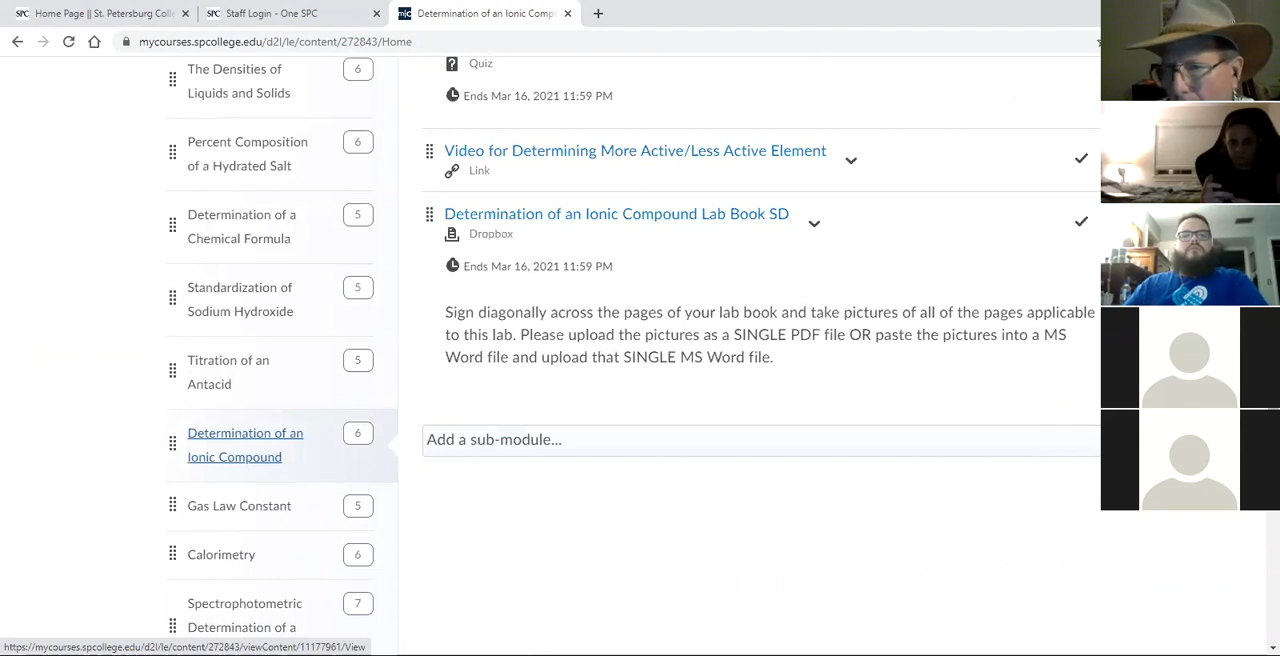 Home Page || St. Petersburg Coll
Staff Login - One SPC
Determination of an Ionic Compo
mycourses.spcollege.edu/d2l/le/content/272843/Home
The Densities of
Liquids and Solids
6
Percent Composition
of a Hydrated Salt
6
Determination of a
Chemical Formula
5
Standardization of
Sodium Hydroxide
5
Titration of an
Antacid
5
Determination of an
Ionic Compound
6
Gas Law Constant
5
Calorimetry
6
Spectrophotometric
Determination of a
7
Quiz
Ends Mar 16, 2021 11:59 PM
Video for Determining More Active/Less Active Element
Link
Determination of an Ionic Compound Lab Book SD
Dropbox
Ends Mar 16, 2021 11:59 PM
Sign diagonally across the pages of your lab book and take pictures of all of the pages applicable
to this lab. Please upload the pictures as a SINGLE PDF file OR paste the pictures into a MS
Word file and upload that SINGLE MS Word file.
Add a sub-module...
https://mycourses.spcollege.edu/d2l/le/content/272843/viewContent/11177961/View